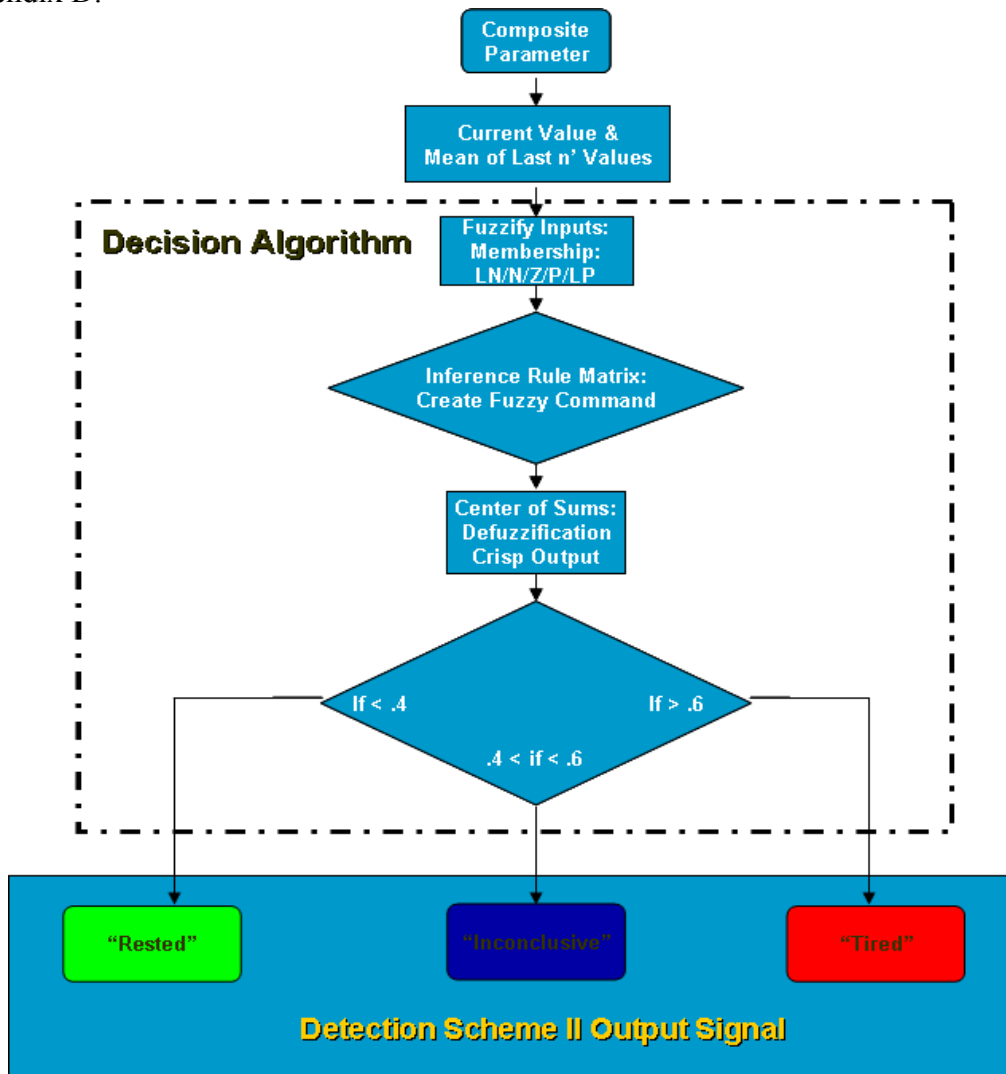 Composite
Parameter
Current Value &
Mean of Last n' Values
Decision Algorithm
Fuzzify Inputs:
Membership:
LN/N/Z/P/LP
Inference Rule Matrix:
Create Fuzzy Command
Center of Sums:
Defuzzification
Crisp Output
If < .4
If > .6
.4 < if < .6
“Rested”
“Inconclusive”
“Tired”
Detection Scheme II Output Signal